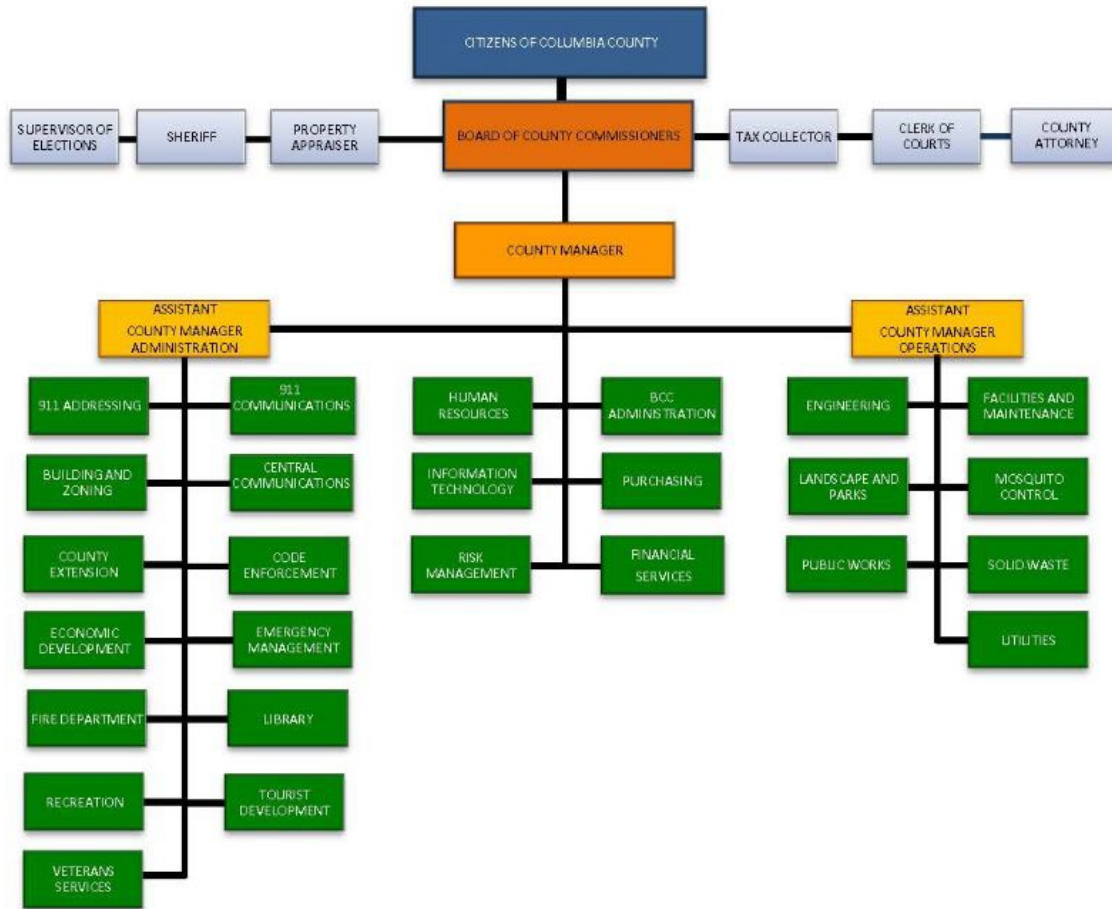 CITIZENS OF COLUMBIA COUNTY
SUPERVISOR OF
ELECTIONS
SHERIFF
PROPERTY
APPRAISER
BOARD OF COUNTY COMMISSIONERS
TAX COLLECTOR
CLERK OF
COURTS
COUNTY
ATTORNEY
COUNTY MANAGER
ASSISTANT
COUNTY MANAGER
ADMINISTRATION
ASSISTANT
COUNTY MANAGER
OPERATIONS
911 ADDRESSING
911
COMMUNICATIONS
BUILDING AND
ZONING
CENTRAL
COMMUNICATIONS
COUNTY
EXTENSION
CODE
ENFORCEMENT
ECONOMIC
DEVELOPMENT
EMERGENCY
MANAGEMENT
FIRE DEPARTMENT
LIBRARY
RECREATION
TOURIST
DEVELOPMENT
VETERANS
SERVICES
HUMAN
RESOURCES
BCC
ADMINISTRATION
INFORMATION
TECHNOLOGY
PURCHASING
RISK
MANAGEMENT
FINANCIAL
SERVICES
ENGINEERING
FACILITIES AND
MAINTENANCE
LANDSCAPE AND
PARKS
MOSQUITO
CONTROL
PUBLIC WORKS
SOLID WASTE
UTILITIES